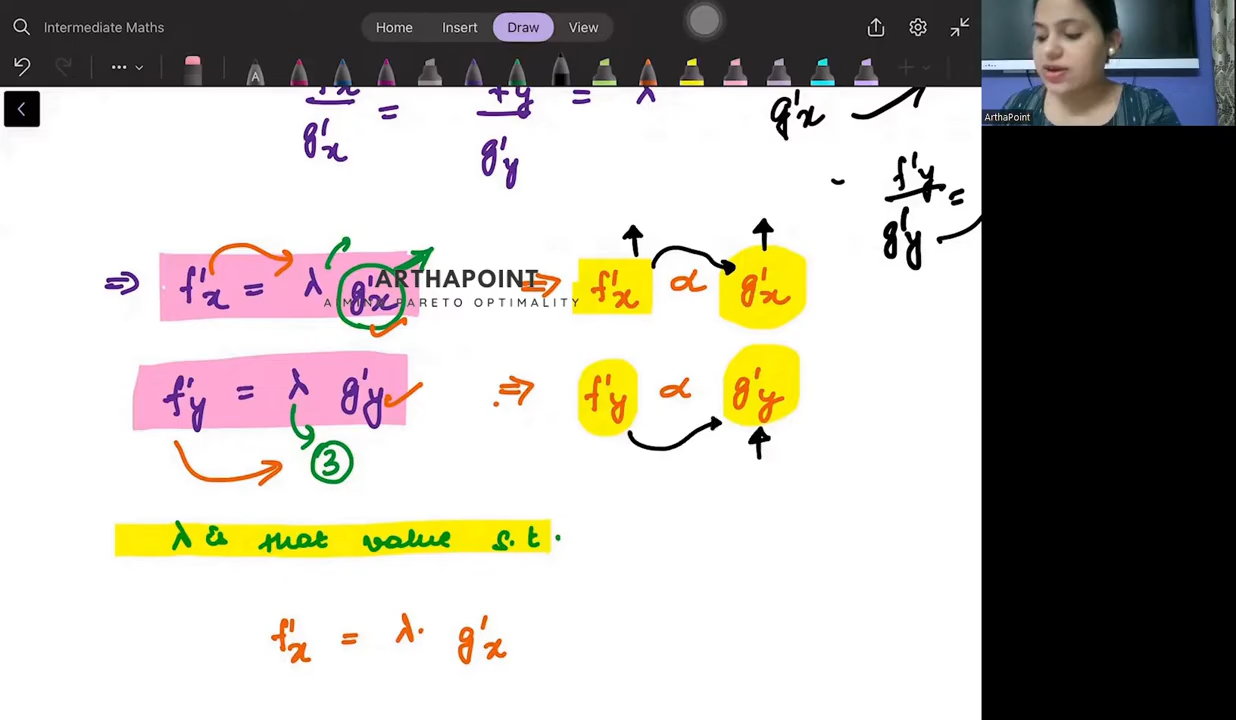 Intermediate Maths
Home Insert Draw View
ArthaPoint
f'x/g'x = f'y/g'y = λ
g'x
- f'y/g'y =
⇒ f'x = λ g'x ⇒ f'x α g'x
ARTHAPOINT
AIMING PARETO OPTIMALITY
f'y = λ g'y ⇒ f'y α g'y
③
λ is that value s.t.
f'x = λ. g'x